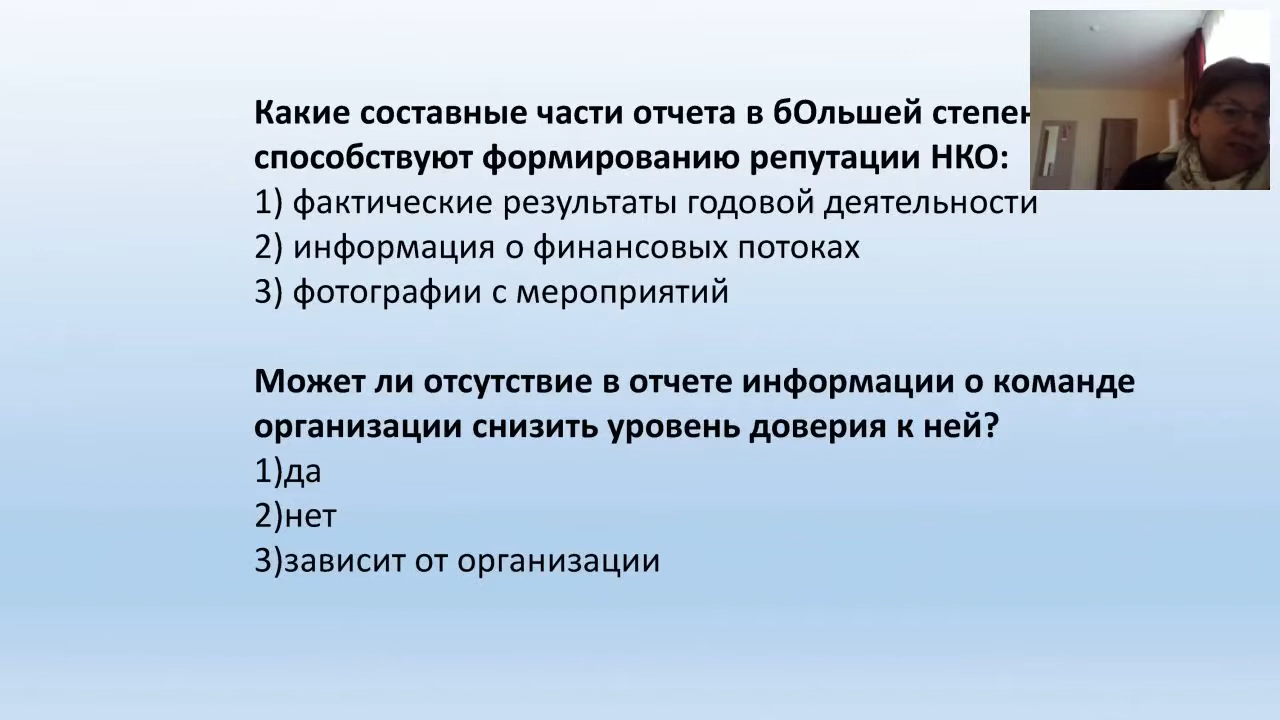 Какие составные части отчета в бОльшей
способствуют формированию репутации НКО:
1) фактические результаты годовой деятельности
2) информация о финансовых потоках
3) фотографии с мероприятий
Может ли отсутствие в отчете информации о команде
организации снизить уровень доверия к ней?
1)да
2)нет
3)зависит от организации